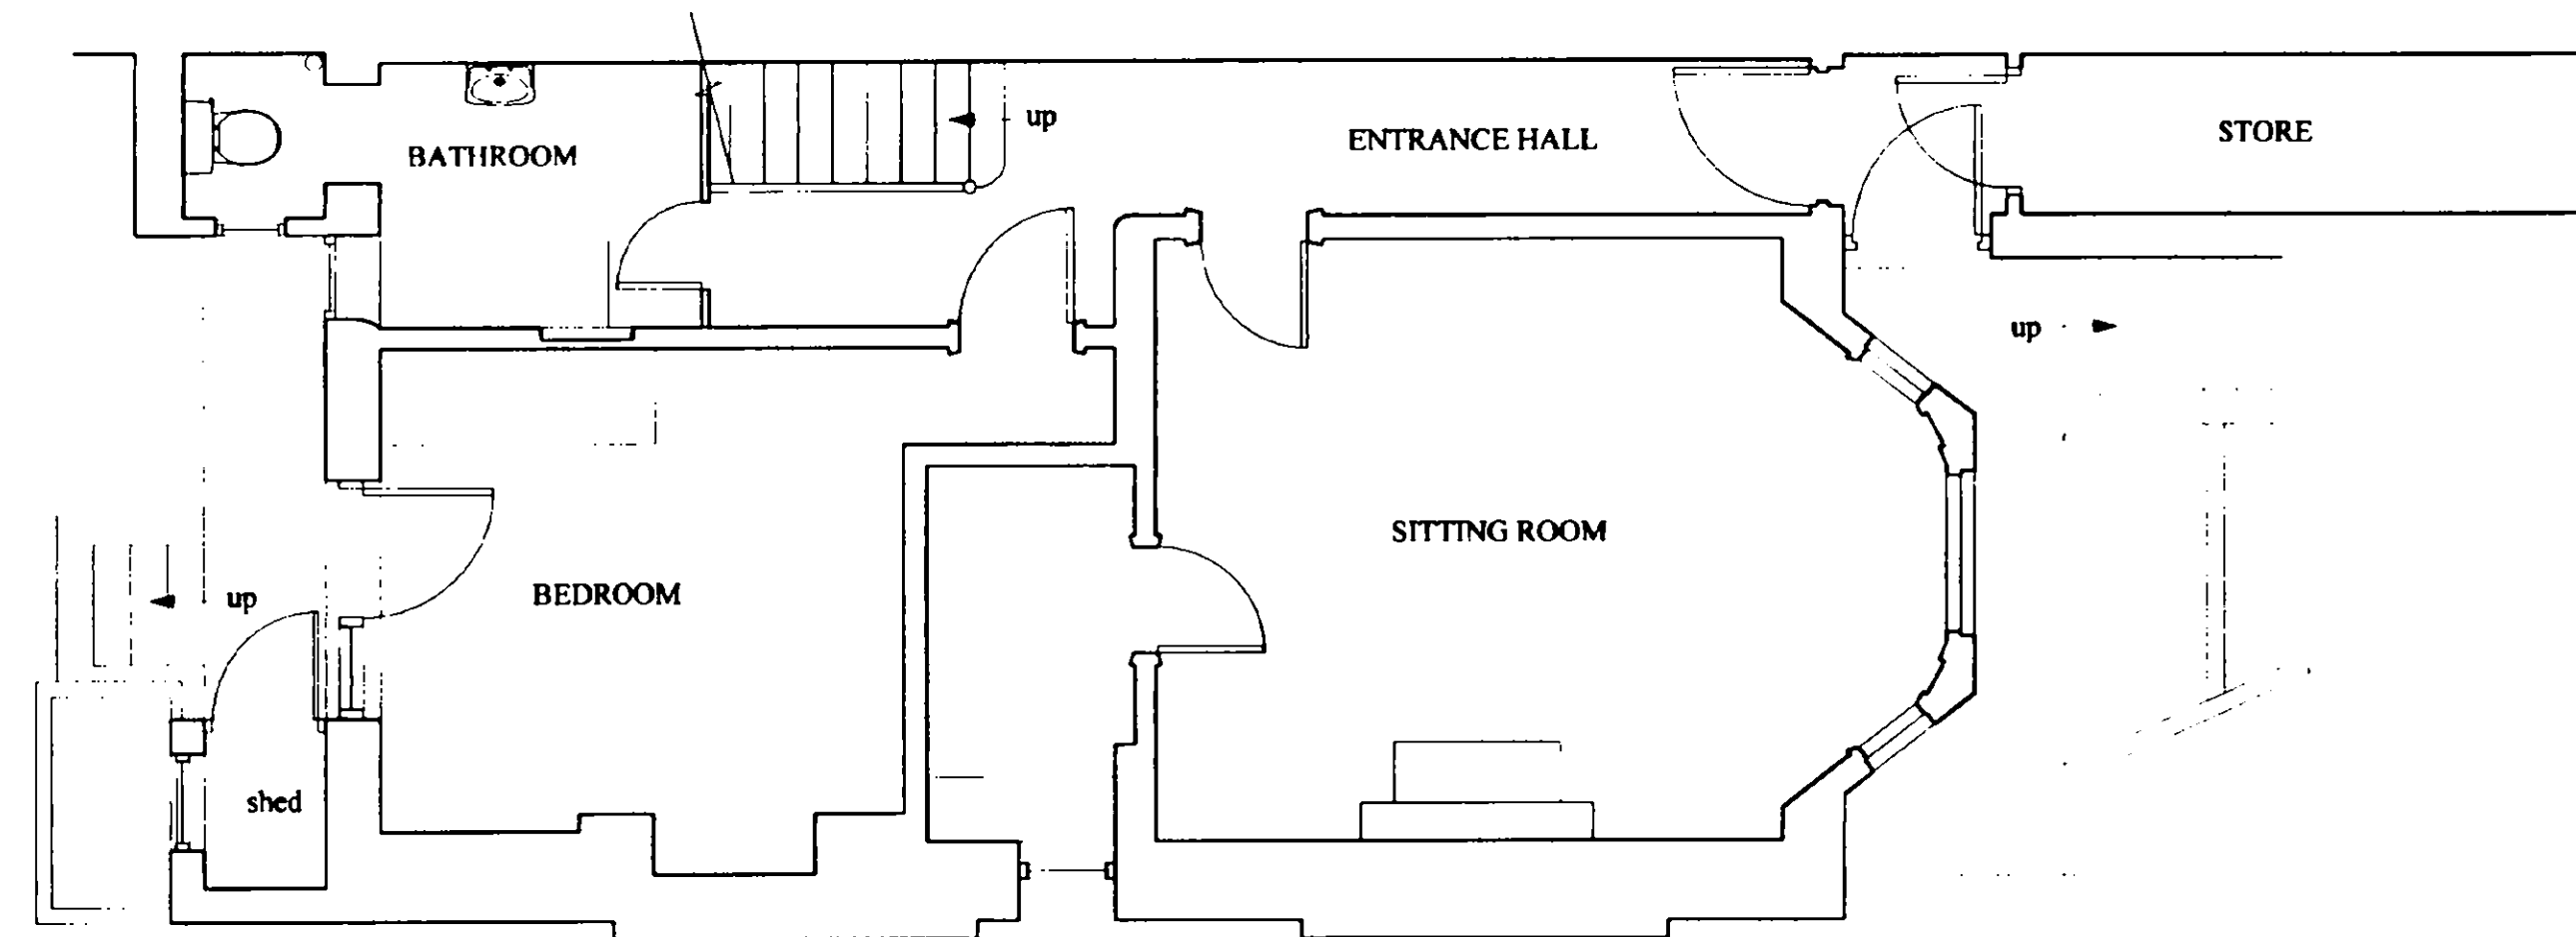 up
BATHROOM
ENTRANCE HALL
STORE
up
SITTING ROOM
BEDROOM
up
shed